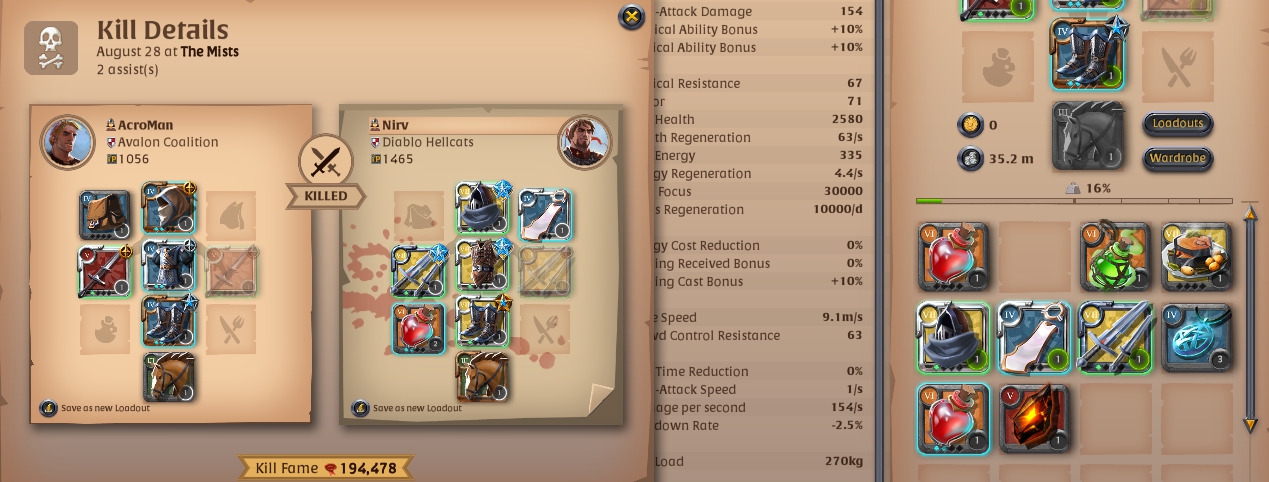 Kill Details
August 28 at The Mists
2 assist(s)
AcroMan
Avalon Coalition
1056
KILLED
Nirv
Diablo Hellcats
1465
Save as new Loadout
Save as new Loadout
Kill Fame 194,478
-Attack Damage 154
ical Ability Bonus +10%
ical Ability Bonus +10%
ical Resistance 67
or 71
Health 2580
th Regeneration 63/s
Energy 335
gy Regeneration 4.4/s
Focus 30000
s Regeneration 10000/d
gy Cost Reduction 0%
ing Received Bonus 0%
ing Cast Bonus +10%
e Speed 9.1m/s
vd Control Resistance 63
Time Reduction 0%
-Attack Speed 1/s
age per second 154/s
down Rate -2.5%
Load 270kg
0
Loadouts
35.2 m
Wardrobe
16%